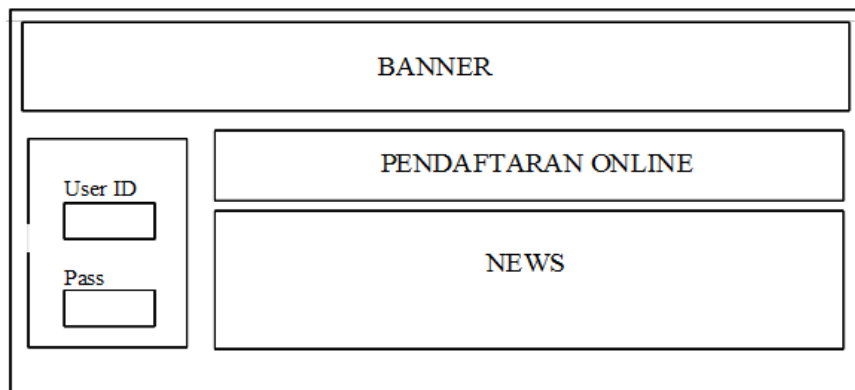 BANNER
User ID
Pass
PENDAFTARAN ONLINE
NEWS